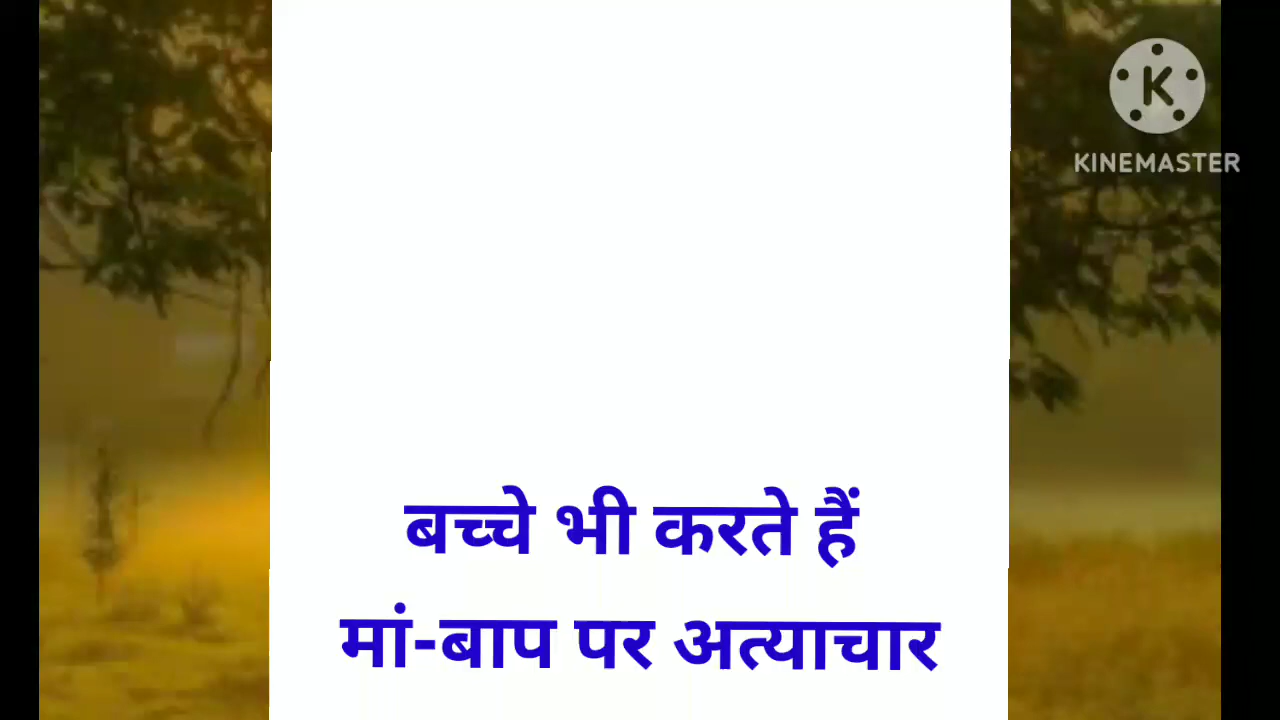 KINEMASTER
बच्चे भी करते हैं
मां-बाप पर अत्याचार